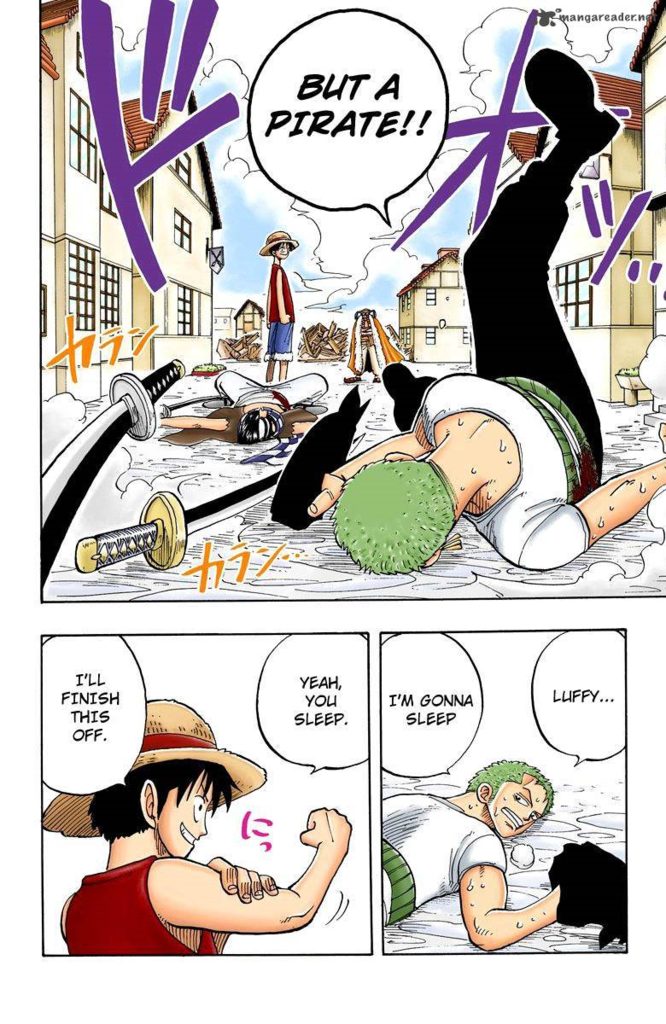 mangareader.net
BUT A
PIRATE!!
ドオッ…
カラン
カラン…
LUFFY...
I'M GONNA
SLEEP
YEAH,
YOU
SLEEP.
I'LL
FINISH
THIS
OFF.
にっ